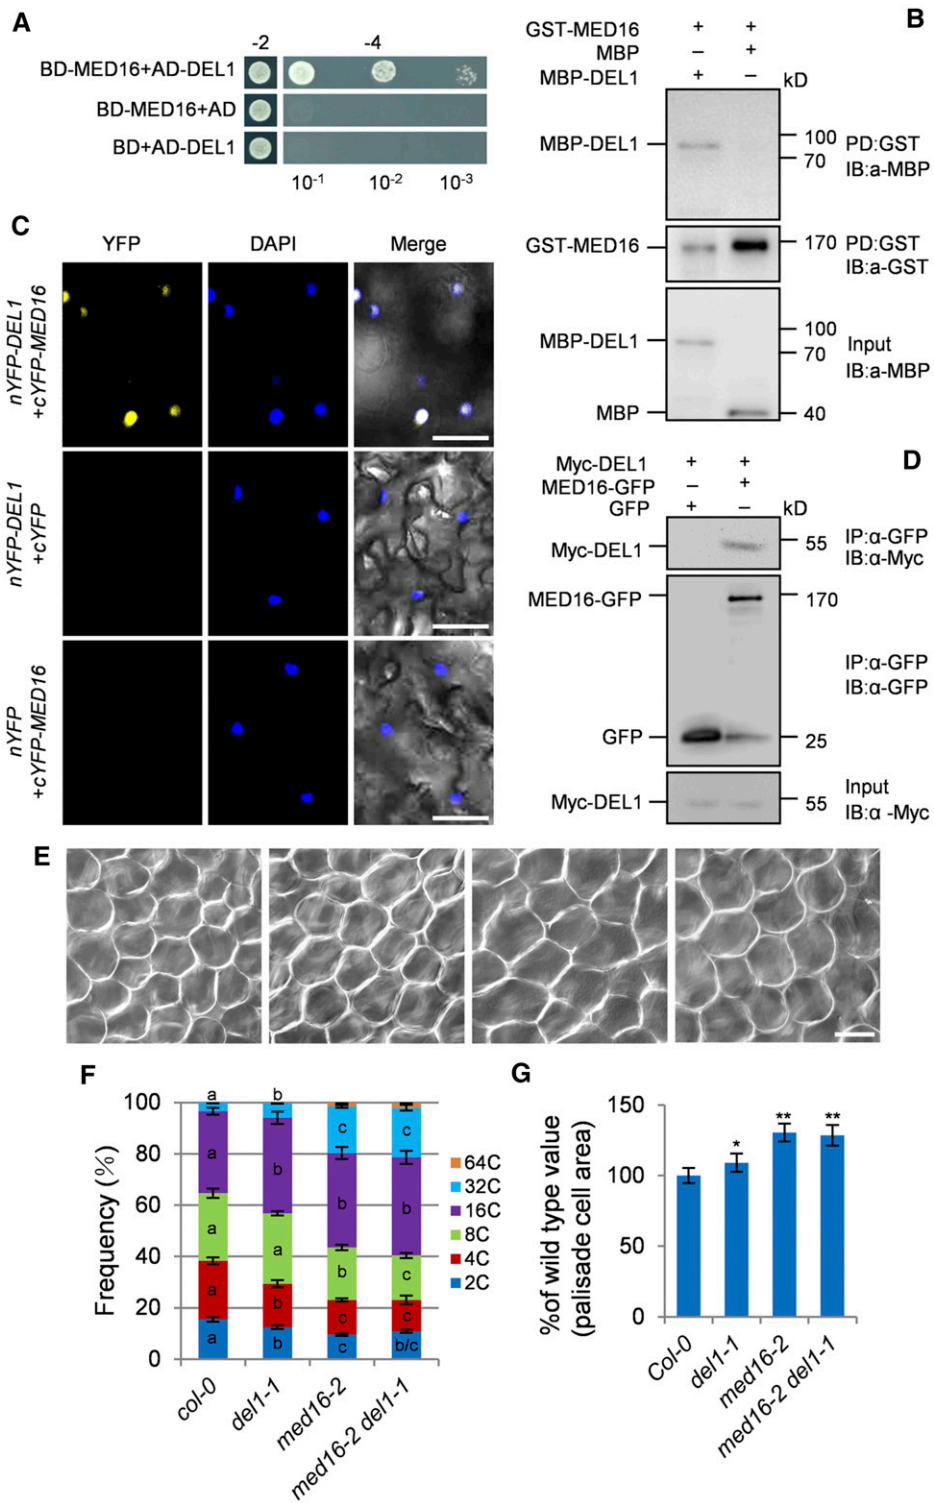 A
-2
-4
BD-MED16+AD-DEL1
BD-MED16+AD
BD+AD-DEL1
10-1
10-2
10-3
B
GST-MED16
+
+
MBP
–
+
MBP-DEL1
+
–
kD
MBP-DEL1
100
70
PD:GST
IB:a-MBP
GST-MED16
170
PD:GST
IB:a-GST
MBP-DEL1
100
70
Input
IB:a-MBP
MBP
40
C
YFP
DAPI
Merge
nYFP-DEL1
+cYFP-MED16
nYFP-DEL1
+cYFP
nYFP
+cYFP-MED16
D
Myc-DEL1
+
+
MED16-GFP
–
+
GFP
+
–
kD
Myc-DEL1
55
IP:α-GFP
IB:α-Myc
MED16-GFP
170
IP:α-GFP
IB:α-GFP
GFP
25
Myc-DEL1
55
Input
IB:α -Myc
E
F
Frequency (%)
100
80
60
40
20
0
a
a
a
a
a
b
b
a
b
b
c
b
b
c
c
c
b
c
c
b/c
64C
32C
16C
8C
4C
2C
col-0
del1-1
med16-2
med16-2 del1-1
G
%of wild type value
(palisade cell area)
150
100
50
0
*
**
**
Col-0
del1-1
med16-2
med16-2 del1-1